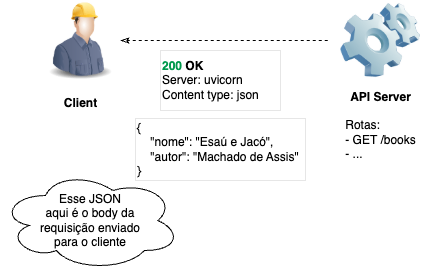 200 OK
Server: uvicorn
Content type: json
Client
API Server
{
"nome": "Esaú e Jacó",
"autor": "Machado de Assis"
}
Rotas:
- GET /books
- ...
Esse JSON
aqui é o body da
requisição enviado
para o cliente